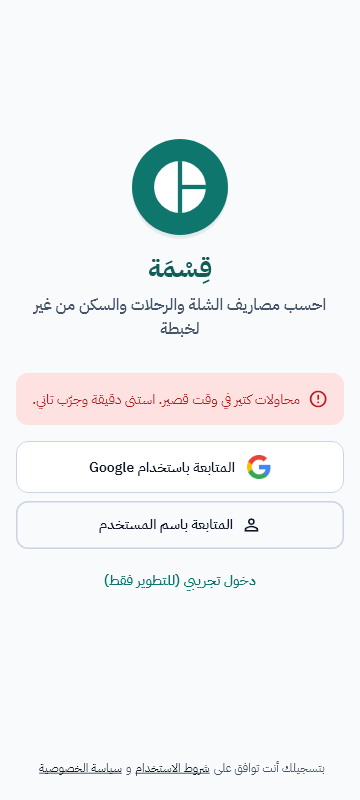 قِسْمَة
احسب مصاريف الشلة والرحلات والسكن من غير
لخبطة
محاولات كتير في وقت قصير. استنى دقيقة وجرّب تاني.
المتابعة باستخدام Google
المتابعة باسم المستخدم
دخول تجريبي (للتطوير فقط)
بتسجيلك أنت توافق على شروط الاستخدام و سياسة الخصوصية